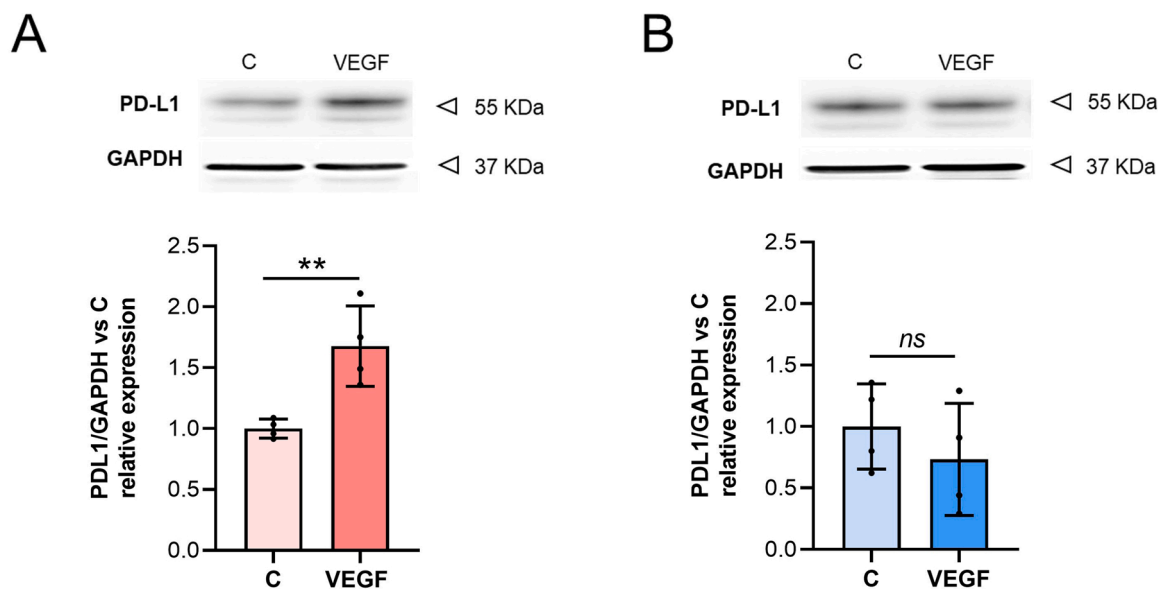 A
C VEGF
PD-L1 55 KDa
GAPDH 37 KDa
PDL1/GAPDH vs C
relative expression
2.5
2.0
1.5
1.0
0.5
0.0
**
C VEGF
B
C VEGF
PD-L1 55 KDa
GAPDH 37 KDa
PDL1/GAPDH vs C
relative expression
2.5
2.0
1.5
1.0
0.5
0.0
ns
C VEGF